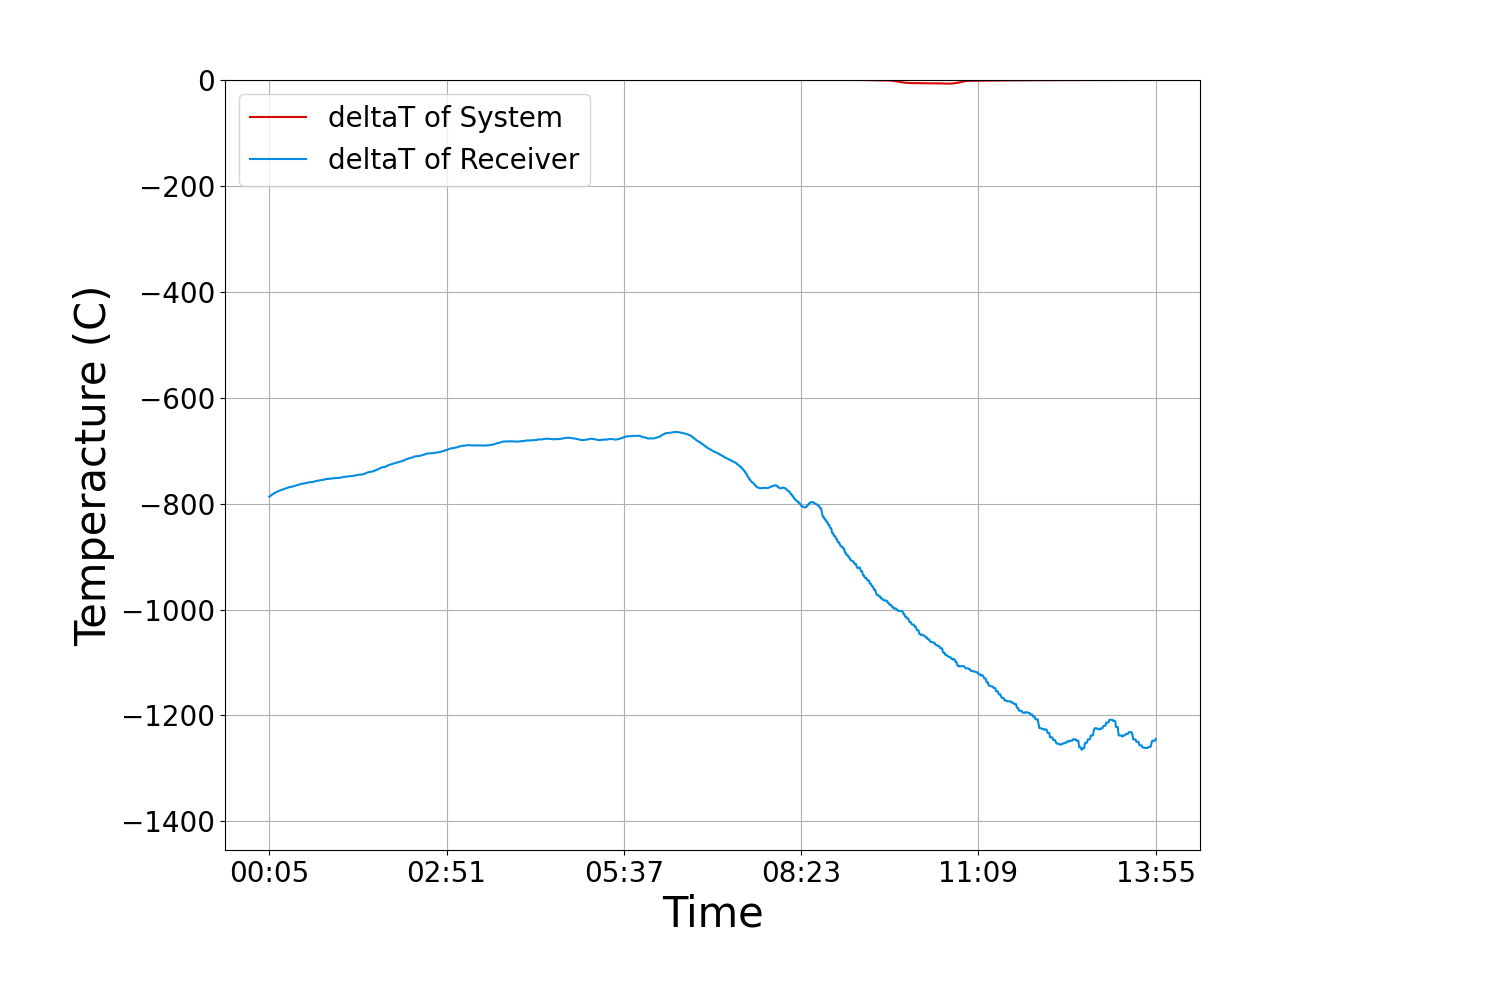 0
deltaT of System
deltaT of Receiver
−200
−400
−600
−800
−1000
−1200
−1400
Temperacture (C)
00:05 02:51 05:37 08:23 11:09 13:55
Time